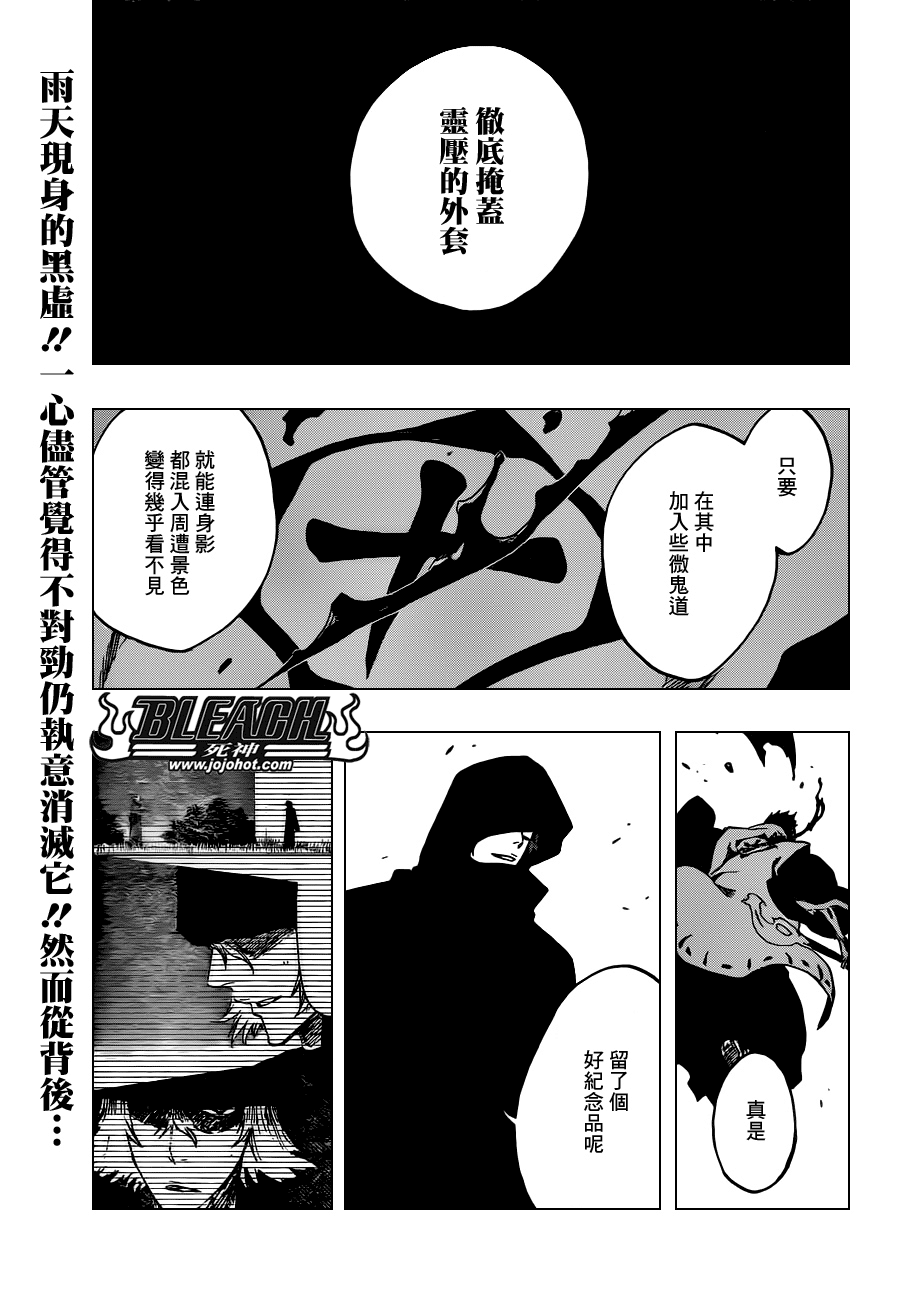 徹底掩蓋
靈壓的外套
只要
在其中
加入些微鬼道
就能連身影
都混入周遭景色
變得幾乎看不見
真是
留了個
好紀念品呢
BLEACH
死神
www.jojohot.com
雨天現身的黑虛!!一心儘管覺得不對勁仍執意消滅它!!然而從背後…